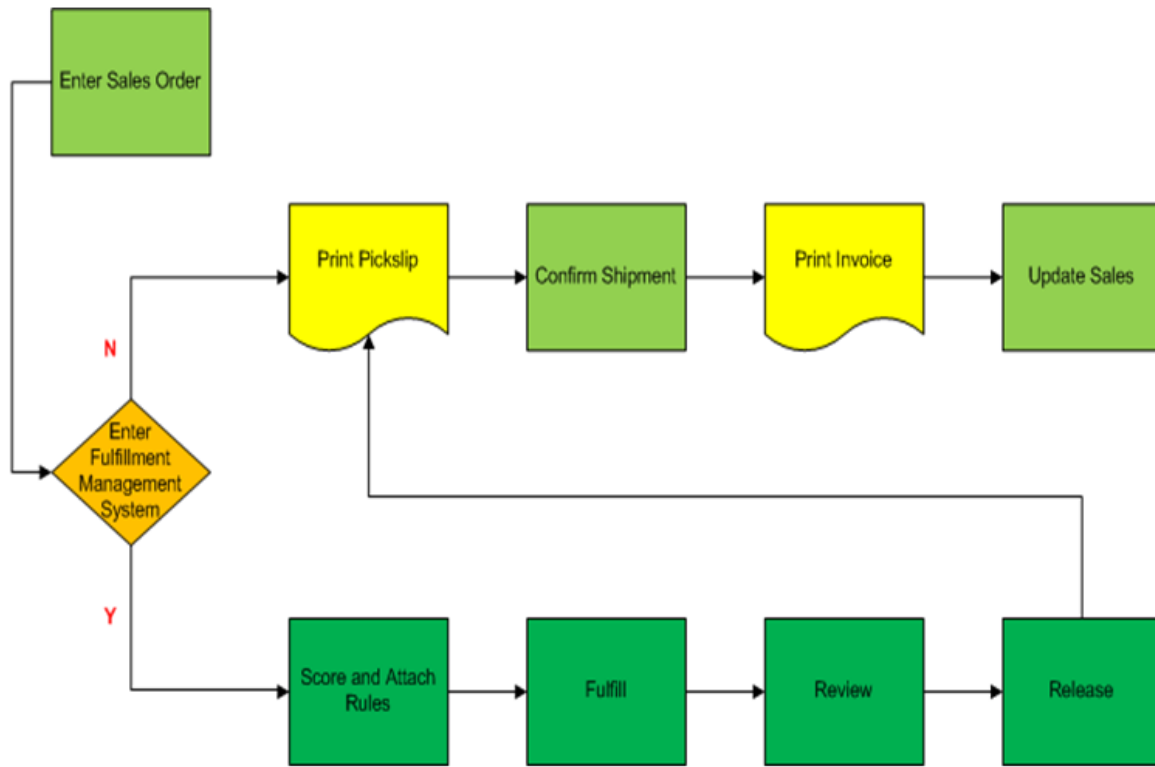 Enter Sales Order
Print Pickslip
Confirm Shipment
Print Invoice
Update Sales
N
Enter
Fulfillment
Management
System
Y
Score and Attach
Rules
Fulfill
Review
Release